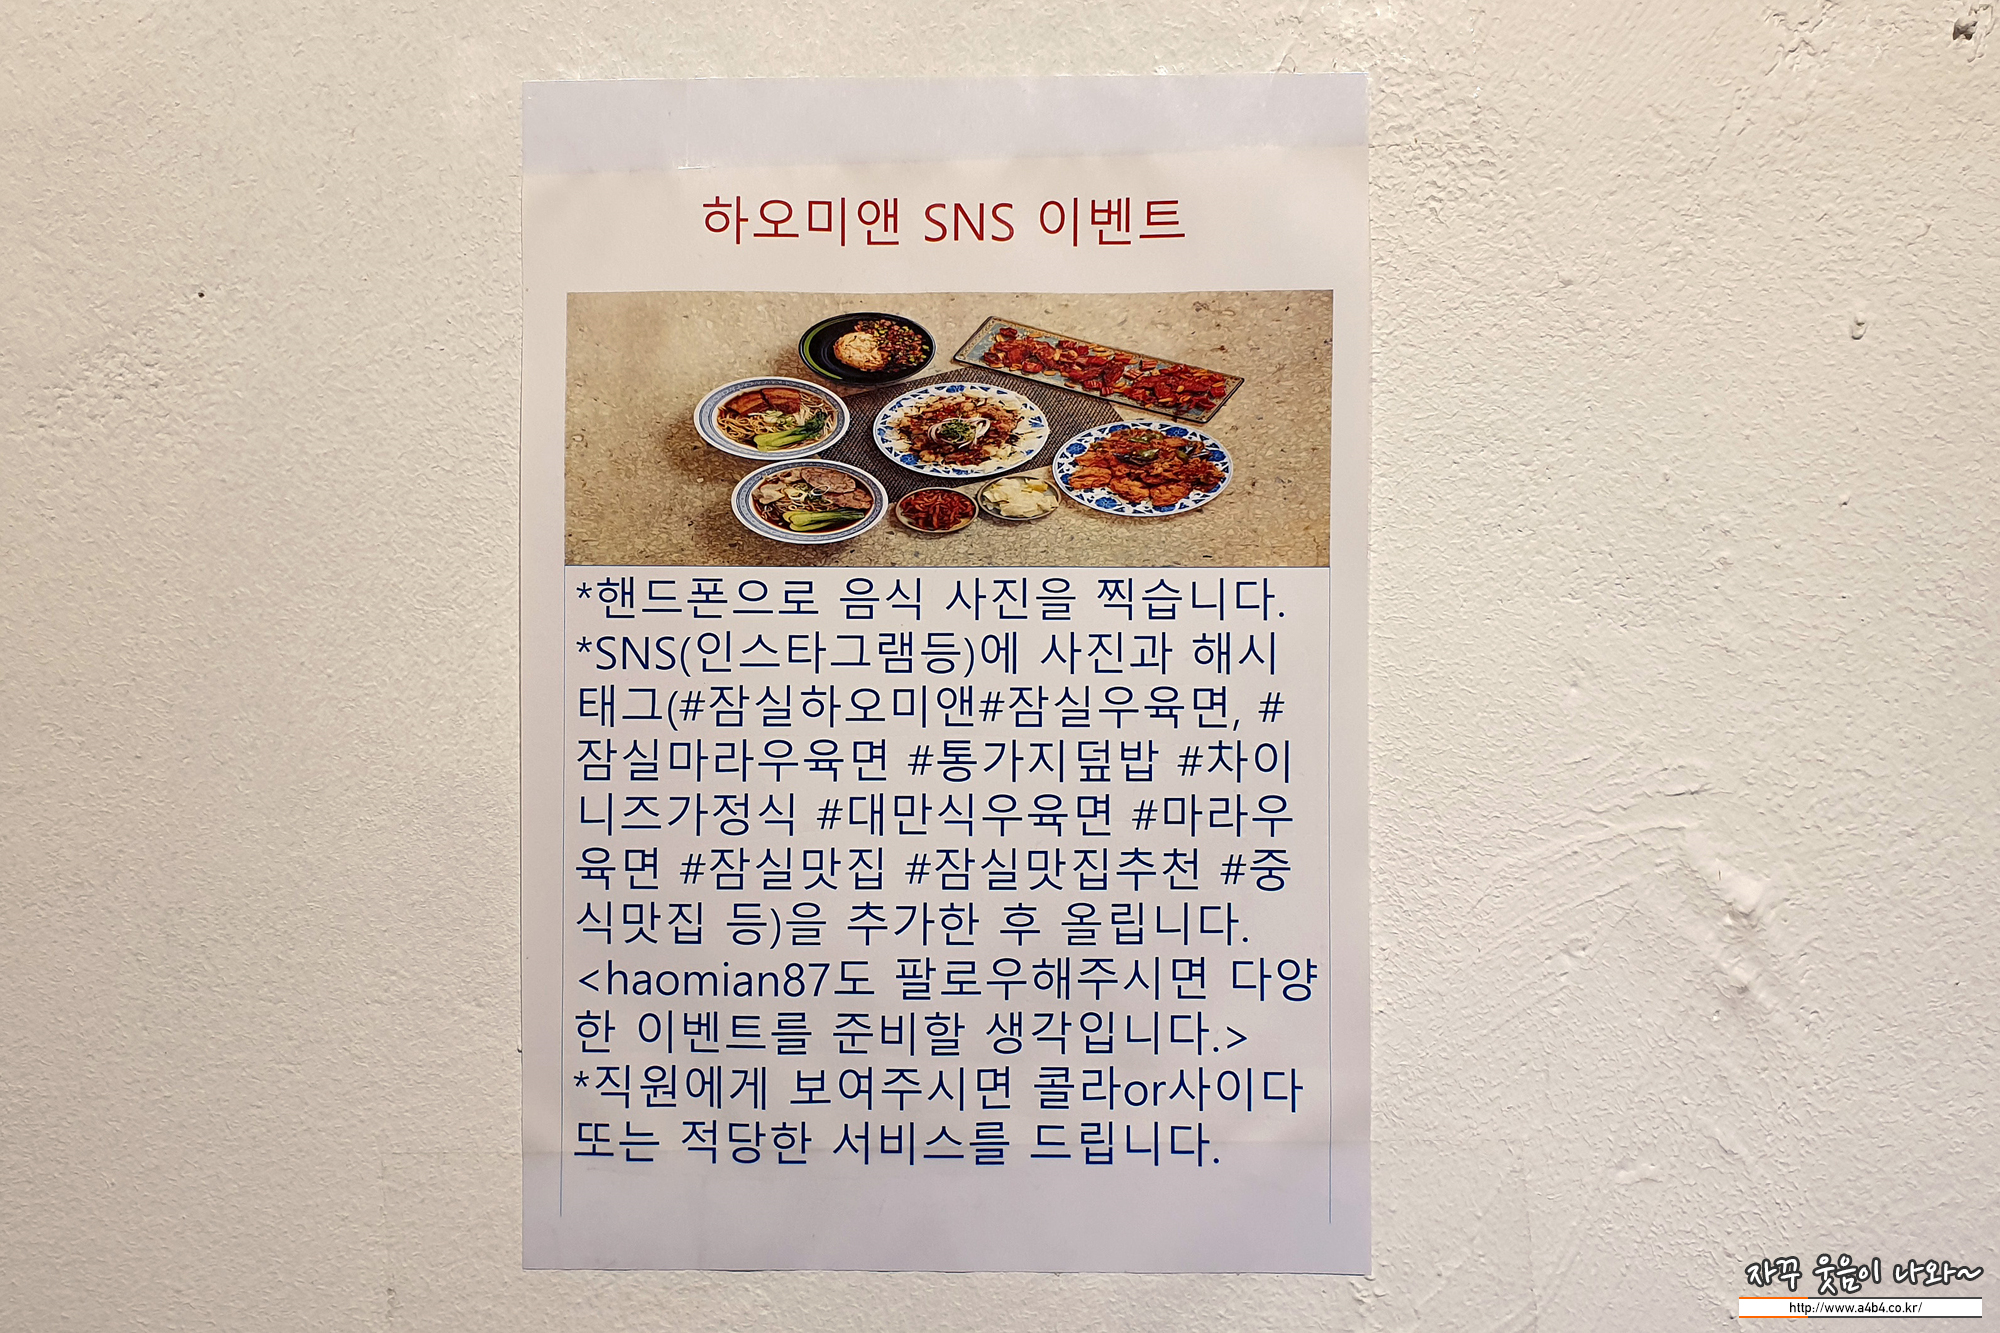 하오미앤 SNS 이벤트
*핸드폰으로 음식 사진을 찍습니다.
*SNS(인스타그램등)에 사진과 해시
태그(#잠실하오미앤#잠실우육면, #
잠실마라우육면 #통가지덮밥 #차이
니즈가정식 #대만식우육면 #마라우
육면 #잠실맛집 #잠실맛집추천 #중
식맛집 등)을 추가한 후 올립니다.
<haomian87도 팔로우해주시면 다양
한 이벤트를 준비할 생각입니다.>
*직원에게 보여주시면 콜라or사이다
또는 적당한 서비스를 드립니다.
자꾸 웃음이 나와~
http://www.a4b4.co.kr/